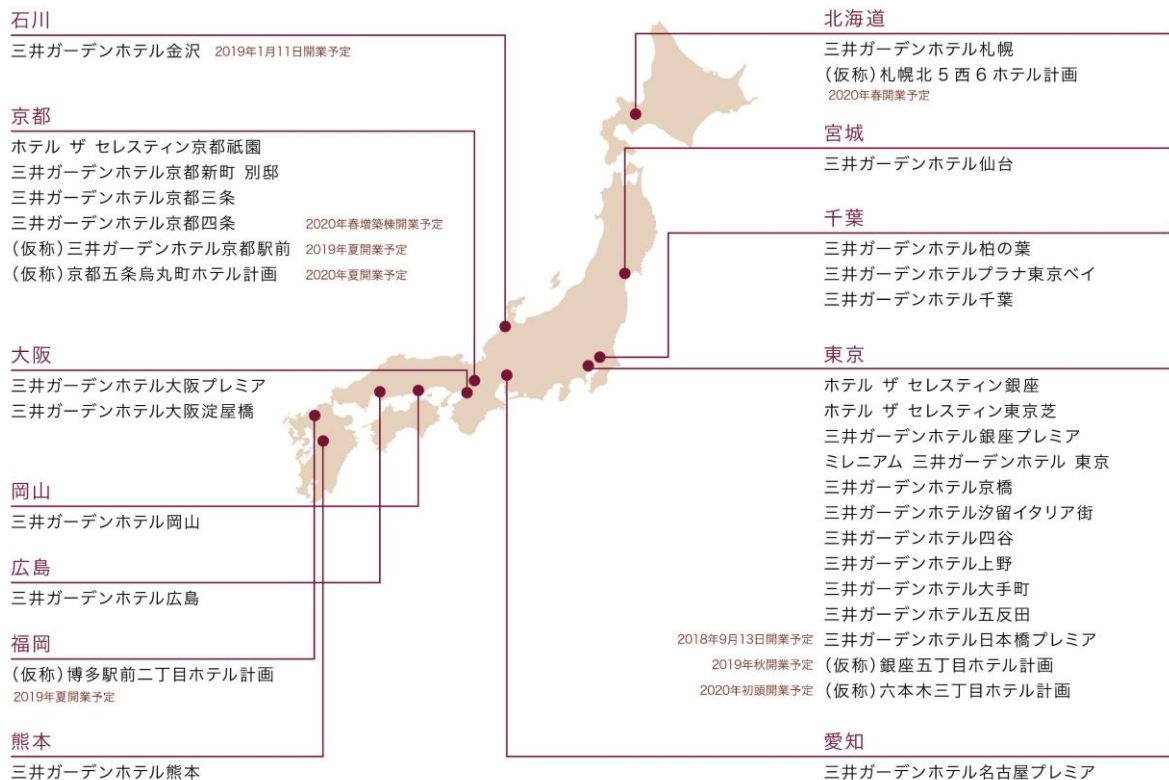 石川
三井ガーデンホテル金沢 2019年1月11日開業予定
京都
ホテル ザ セレスティン京都祇園
三井ガーデンホテル京都新町 別邸
三井ガーデンホテル京都三条
三井ガーデンホテル京都四条 2020年春増築棟開業予定
(仮称)三井ガーデンホテル京都駅前 2019年夏開業予定
(仮称)京都五条烏丸町ホテル計画 2020年夏開業予定
大阪
三井ガーデンホテル大阪プレミア
三井ガーデンホテル大阪淀屋橋
岡山
三井ガーデンホテル岡山
広島
三井ガーデンホテル広島
福岡
(仮称)博多駅前二丁目ホテル計画
2019年夏開業予定
熊本
三井ガーデンホテル熊本
北海道
三井ガーデンホテル札幌
(仮称)札幌北5西6ホテル計画
2020年春開業予定
宮城
三井ガーデンホテル仙台
千葉
三井ガーデンホテル柏の葉
三井ガーデンホテルプラナ東京ベイ
三井ガーデンホテル千葉
東京
ホテル ザ セレスティン銀座
ホテル ザ セレスティン東京芝
三井ガーデンホテル銀座プレミア
ミレニアム 三井ガーデンホテル 東京
三井ガーデンホテル京橋
三井ガーデンホテル汐留イタリア街
三井ガーデンホテル四谷
三井ガーデンホテル上野
三井ガーデンホテル大手町
三井ガーデンホテル五反田
2018年9月13日開業予定 三井ガーデンホテル日本橋プレミア
2019年秋開業予定 (仮称)銀座五丁目ホテル計画
2020年初頭開業予定 (仮称)六本木三丁目ホテル計画
愛知
三井ガーデンホテル名古屋プレミア